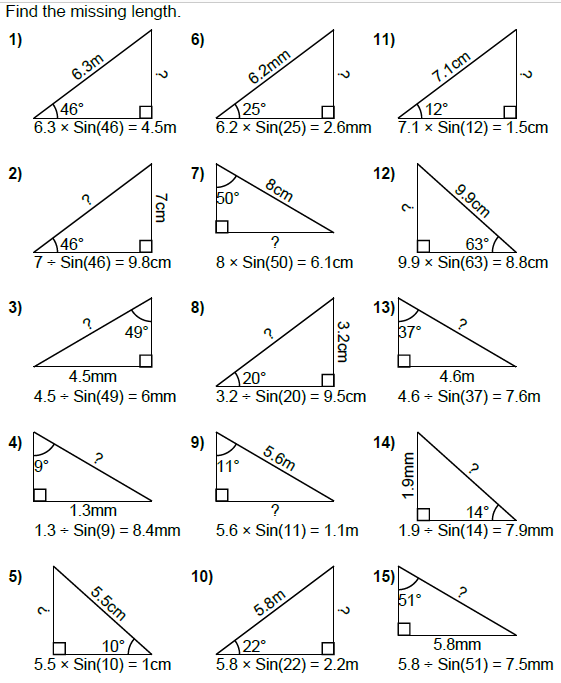 Find the missing length.
1) 6) 11)
6.3m ? 6.2mm ? 7.1cm ?
46° 25° 12°
6.3 × Sin(46) = 4.5m 6.2 × Sin(25) = 2.6mm 7.1 × Sin(12) = 1.5cm
2) 7) 12)
? 7cm 50° 8cm ? 9.9cm
46° ? 63°
7 ÷ Sin(46) = 9.8cm 8 × Sin(50) = 6.1cm 9.9 × Sin(63) = 8.8cm
3) 8) 13)
? 49° ? 3.2cm 37° ?
4.5mm 20° 4.6m
4.5 ÷ Sin(49) = 6mm 3.2 ÷ Sin(20) = 9.5cm 4.6 ÷ Sin(37) = 7.6m
4) 9) 14)
9° ? 11° 5.6m 1.9mm ?
1.3mm ? 14°
1.3 ÷ Sin(9) = 8.4mm 5.6 × Sin(11) = 1.1m 1.9 ÷ Sin(14) = 7.9mm
5) 10) 15)
? 5.5cm 5.8m ? 51° ?
10° 22° 5.8mm
5.5 × Sin(10) = 1cm 5.8 × Sin(22) = 2.2m 5.8 ÷ Sin(51) = 7.5mm